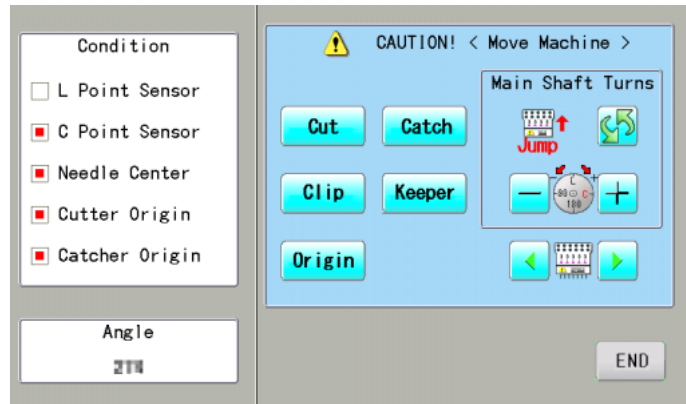 Condition
L Point Sensor
C Point Sensor
Needle Center
Cutter Origin
Catcher Origin
Angle
CAUTION! < Move Machine >
Main Shaft Turns
Cut
Catch
Jump
Clip
Keeper
L
C
180
Origin
END